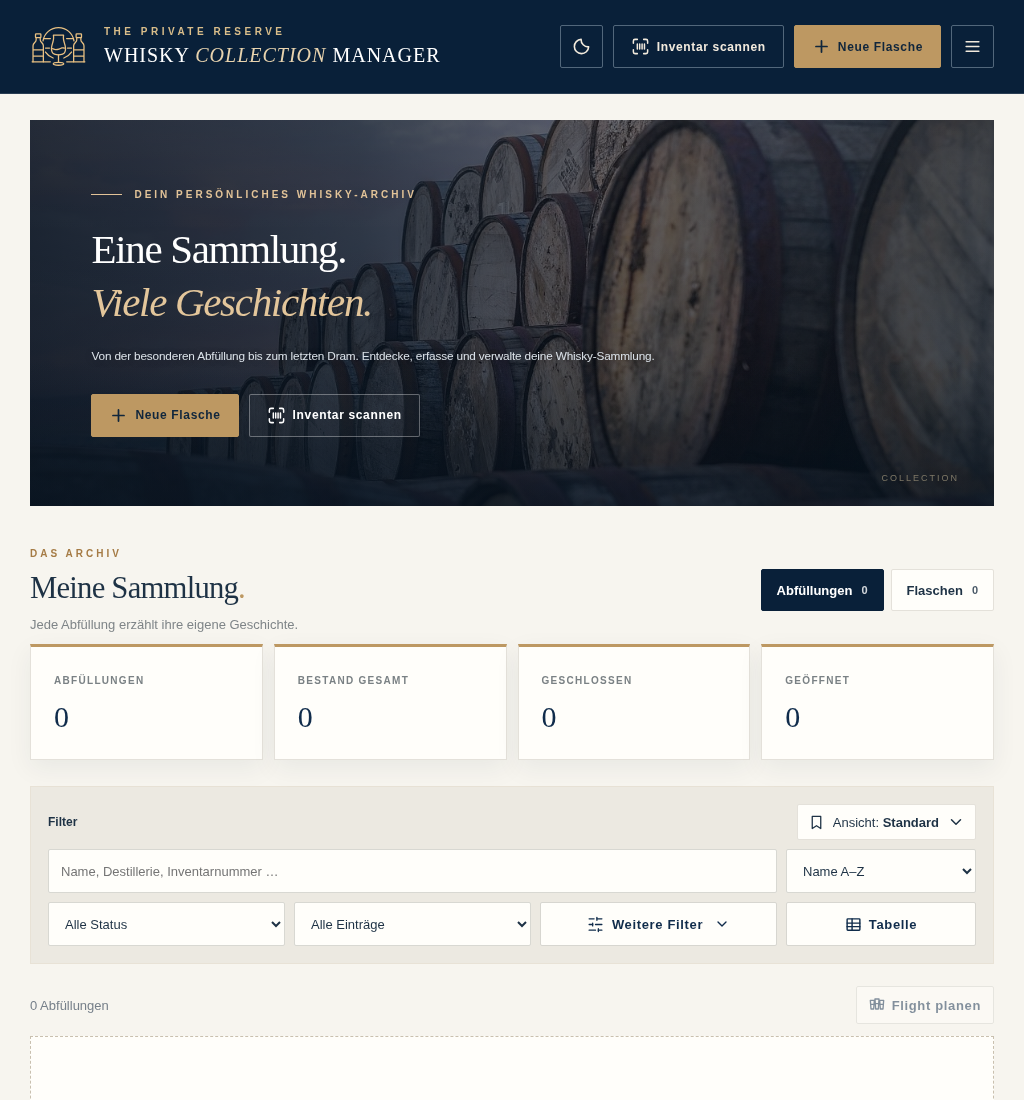 THE PRIVATE RESERVE
WHISKY COLLECTION MANAGER
Inventar scannen
Neue Flasche
DEIN PERSÖNLICHES WHISKY-ARCHIV
Eine Sammlung.
Viele Geschichten.
Von der besonderen Abfüllung bis zum letzten Dram. Entdecke, erfasse und verwalte deine Whisky-Sammlung.
Neue Flasche
Inventar scannen
COLLECTION
DAS ARCHIV
Meine Sammlung.
Abfüllungen 0
Flaschen 0
Jede Abfüllung erzählt ihre eigene Geschichte.
ABFÜLLUNGEN
BESTAND GESAMT
GESCHLOSSEN
GEÖFFNET
0
0
0
0
Filter
Ansicht: Standard
Name, Destillerie, Inventarnummer …
Name A–Z
Alle Status
Alle Einträge
Weitere Filter
Tabelle
0 Abfüllungen
Flight planen